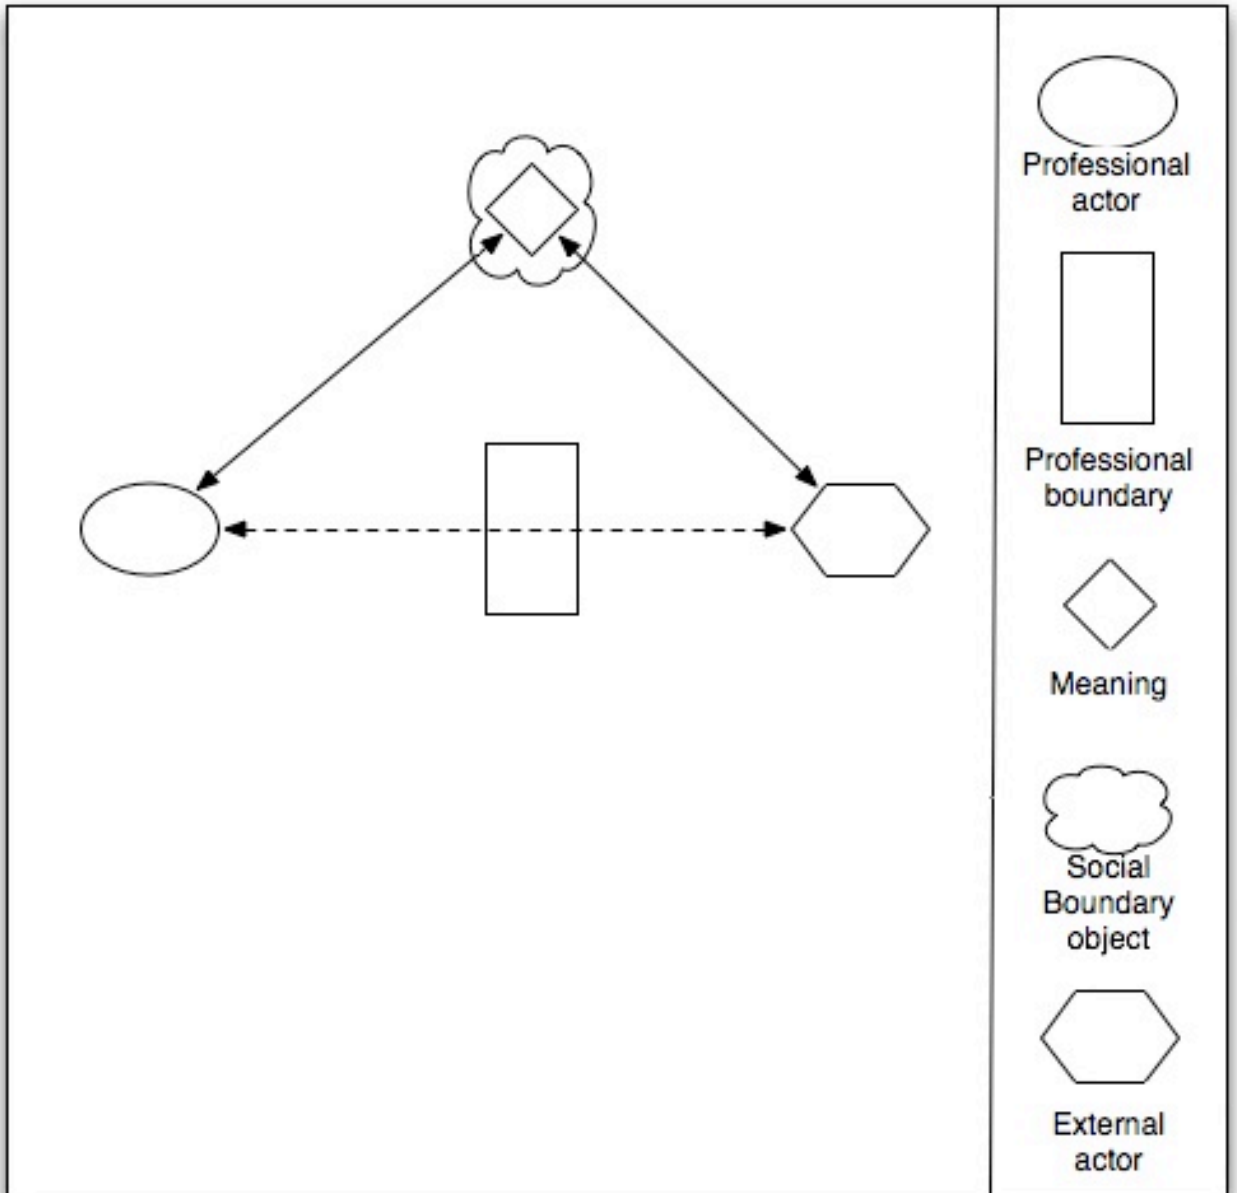 Professional
actor
Professional
boundary
Meaning
Social
Boundary
object
External
actor